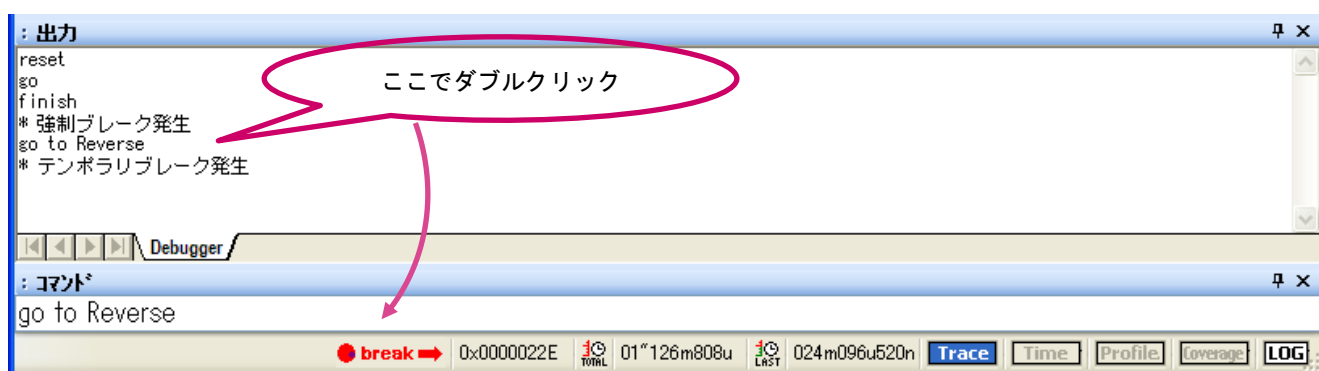 : 出力
reset
go
finish
* 強制ブレーク発生
go to Reverse
* テンポラリブレーク発生
ここでダブルクリック
Debugger
: コマンド
go to Reverse
break 0x0000022E TOTAL 01"126m808u LAST 024m096u520n Trace Time Profile Coverage LOG